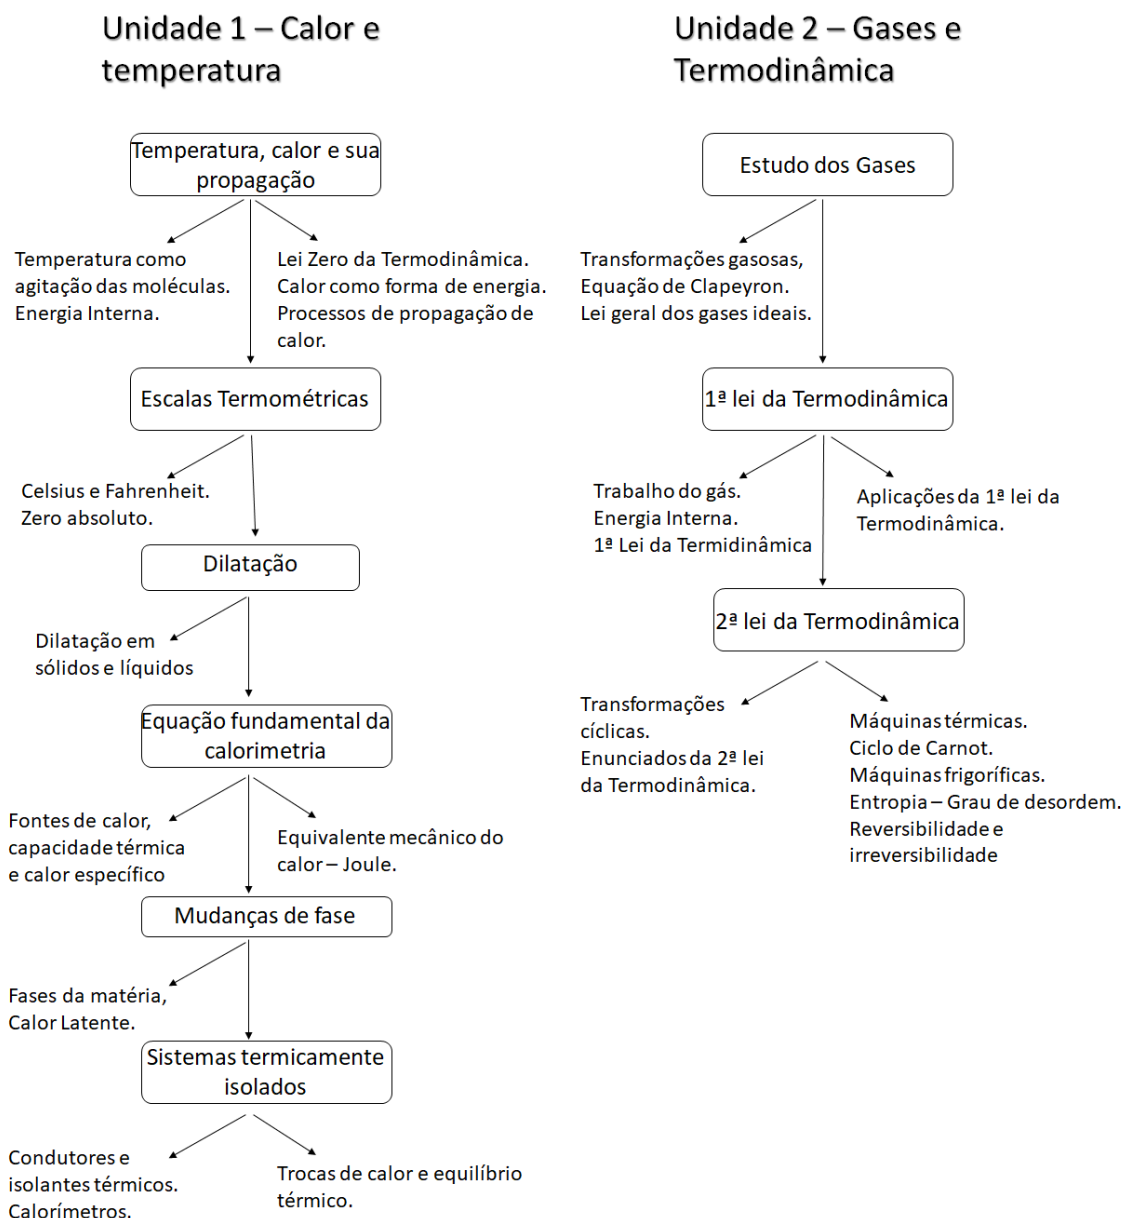 Unidade 1 – Calor e
temperatura
Temperatura, calor e sua
propagação
Temperatura como
agitação das moléculas.
Energia Interna.
Lei Zero da Termodinâmica.
Calor como forma de energia.
Processos de propagação de
calor.
Escalas Termométricas
Celsius e Fahrenheit.
Zero absoluto.
Dilatação
Dilatação em
sólidos e líquidos
Equação fundamental da
calorimetria
Fontes de calor,
capacidade térmica
e calor específico
Equivalente mecânico do
calor – Joule.
Mudanças de fase
Fases da matéria,
Calor Latente.
Sistemas termicamente
isolados
Condutores e
isolantes térmicos.
Calorímetros.
Trocas de calor e equilíbrio
térmico.
Unidade 2 – Gases e
Termodinâmica
Estudo dos Gases
Transformações gasosas,
Equação de Clapeyron.
Lei geral dos gases ideais.
1ª lei da Termodinâmica
Trabalho do gás.
Energia Interna.
1ª Lei da Termidinâmica
Aplicações da 1ª lei da
Termodinâmica.
2ª lei da Termodinâmica
Transformações
cíclicas.
Enunciados da 2ª lei
da Termodinâmica.
Máquinas térmicas.
Ciclo de Carnot.
Máquinas frigoríficas.
Entropia – Grau de desordem.
Reversibilidade e
irreversibilidade